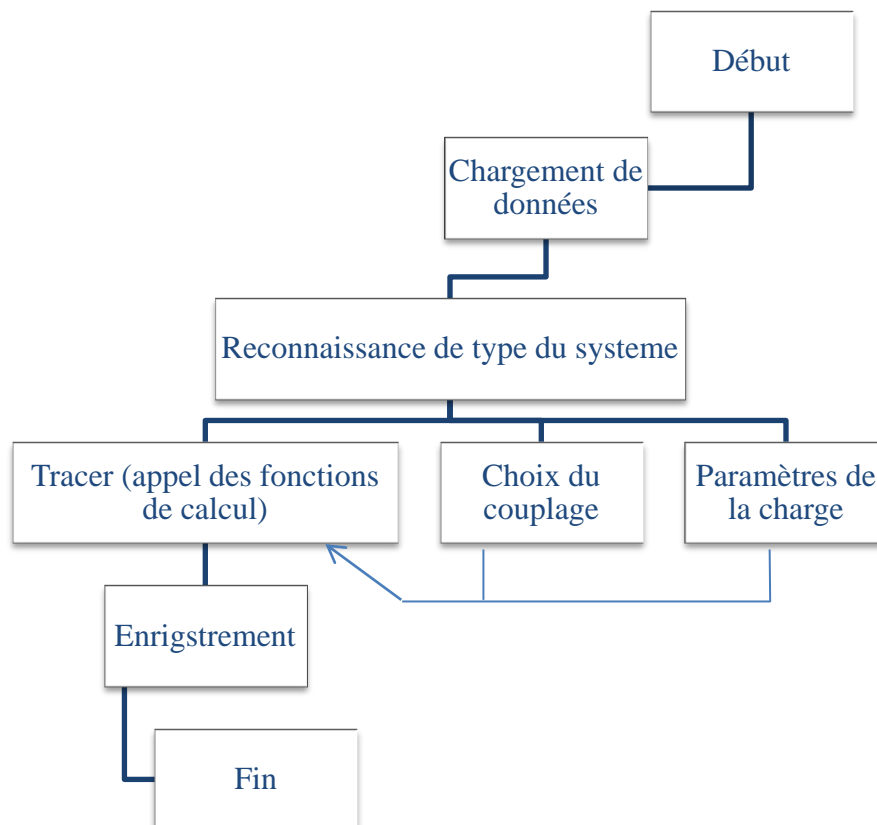 Début
Chargement de
données
Reconnaissance de type du systeme
Tracer (appel des fonctions
de calcul)
Choix du
couplage
Paramètres de
la charge
Enrigstrement
Fin